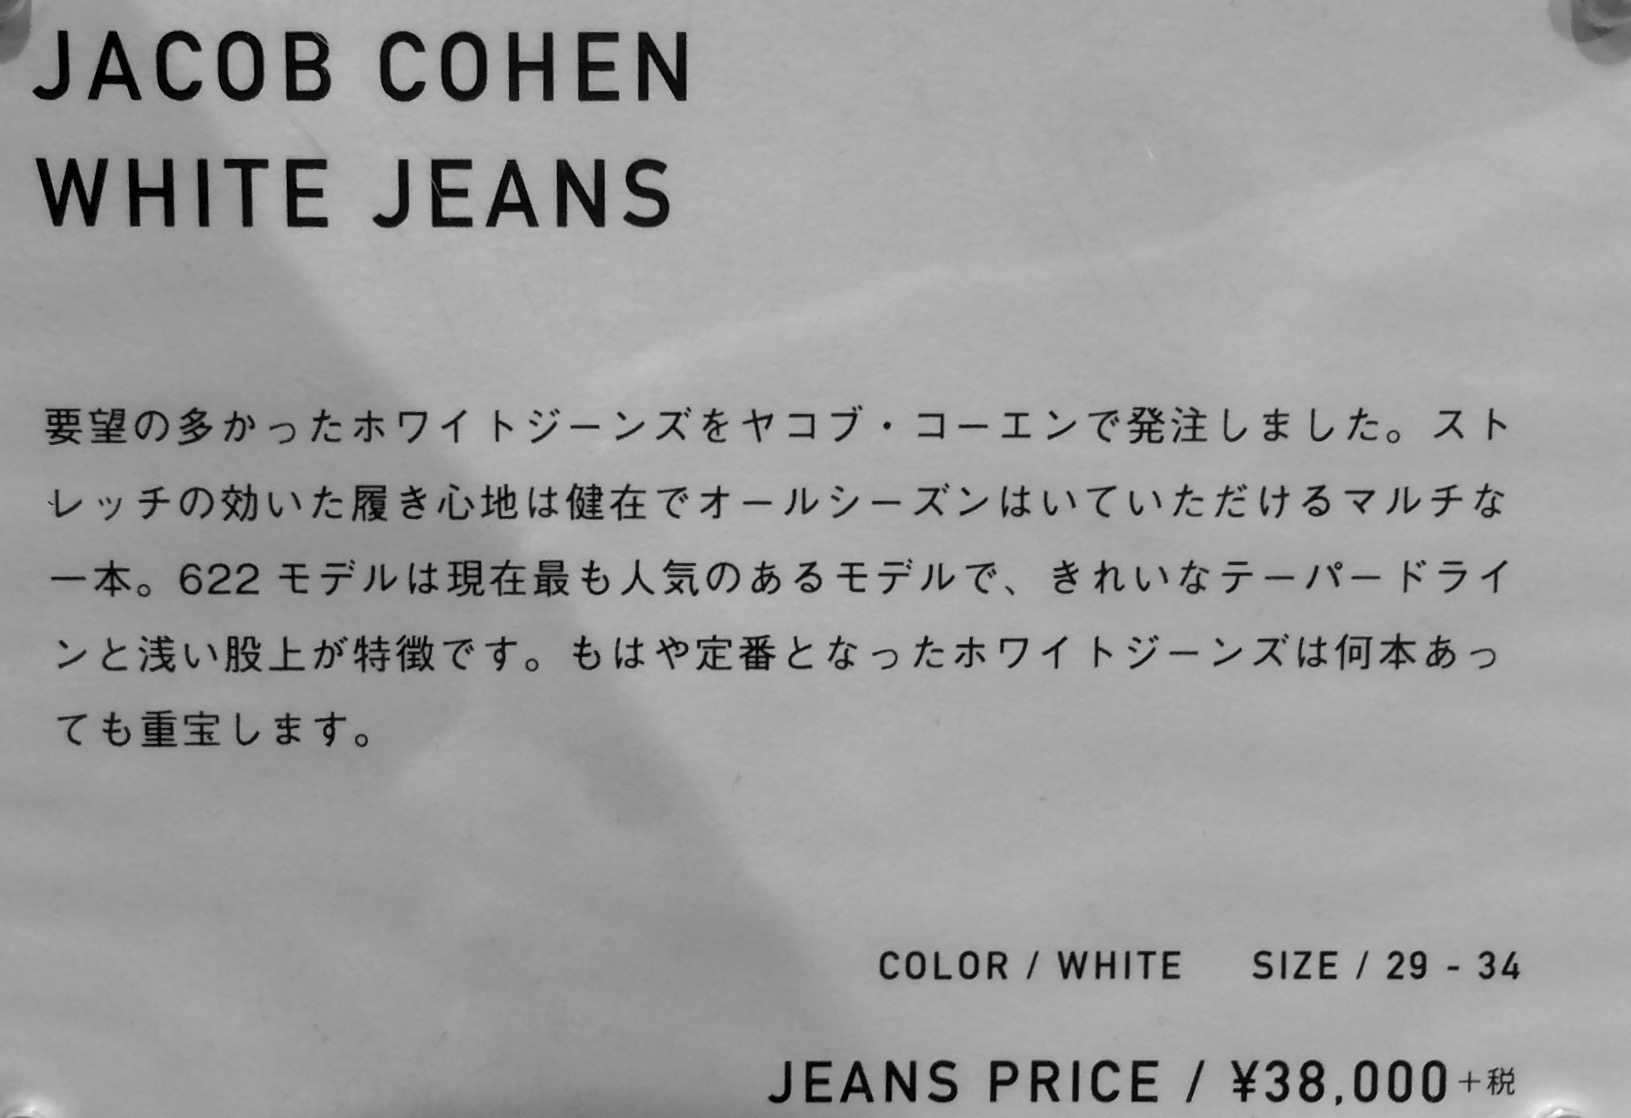 JACOB COHEN
WHITE JEANS
要望の多かったホワイトジーンズをヤコブ・コーエンで発注しました。スト
レッチの効いた履き心地は健在でオールシーズンはいていただけるマルチな
一本。622 モデルは現在最も人気のあるモデルで、きれいなテーパードライ
ンと浅い股上が特徴です。もはや定番となったホワイトジーンズは何本あっ
ても重宝します。
COLOR / WHITE SIZE / 29 - 34
JEANS PRICE / ¥38,000+税